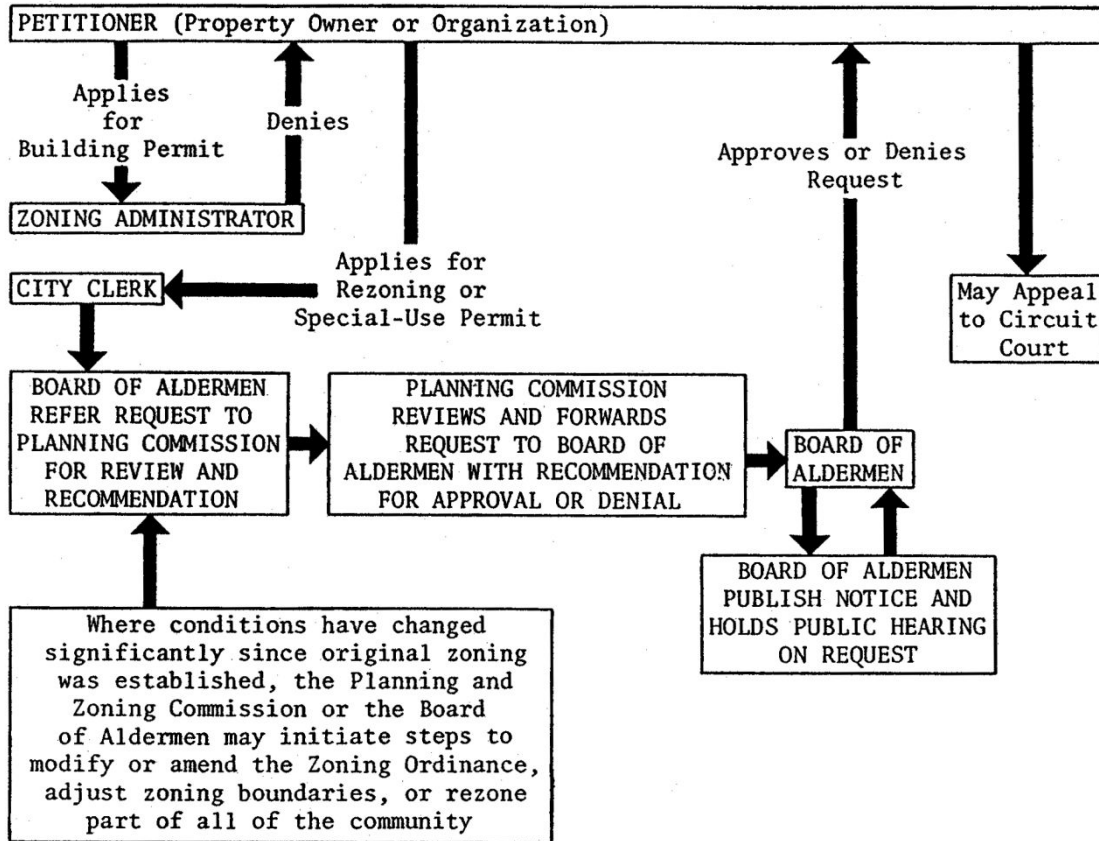 PETITIONER (Property Owner or Organization)
Applies
for
Building Permit
Denies
Approves or Denies
Request
ZONING ADMINISTRATOR
Applies for
Rezoning or
Special-Use Permit
CITY CLERK
May Appeal
to Circuit
Court
BOARD OF ALDERMEN
REFER REQUEST TO
PLANNING COMMISSION
FOR REVIEW AND
RECOMMENDATION
PLANNING COMMISSION
REVIEWS AND FORWARDS
REQUEST TO BOARD OF
ALDERMEN WITH RECOMMENDATION
FOR APPROVAL OR DENIAL
BOARD OF
ALDERMEN
BOARD OF ALDERMEN
PUBLISH NOTICE AND
HOLDS PUBLIC HEARING
ON REQUEST
Where conditions have changed
significantly since original zoning
was established, the Planning and
Zoning Commission or the Board
of Aldermen may initiate steps to
modify or amend the Zoning Ordinance,
adjust zoning boundaries, or rezone
part of all of the community